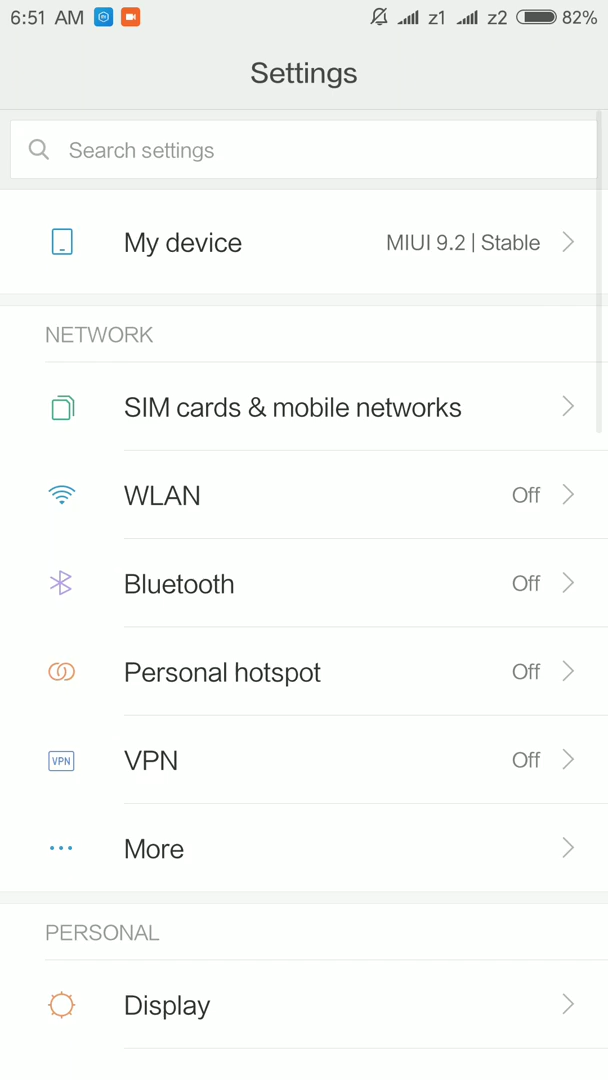 6:51 AM z1 z2 82%
Settings
Search settings
My device MIUI 9.2 | Stable
NETWORK
SIM cards & mobile networks
WLAN Off
Bluetooth Off
Personal hotspot Off
VPN VPN Off
More
PERSONAL
Display